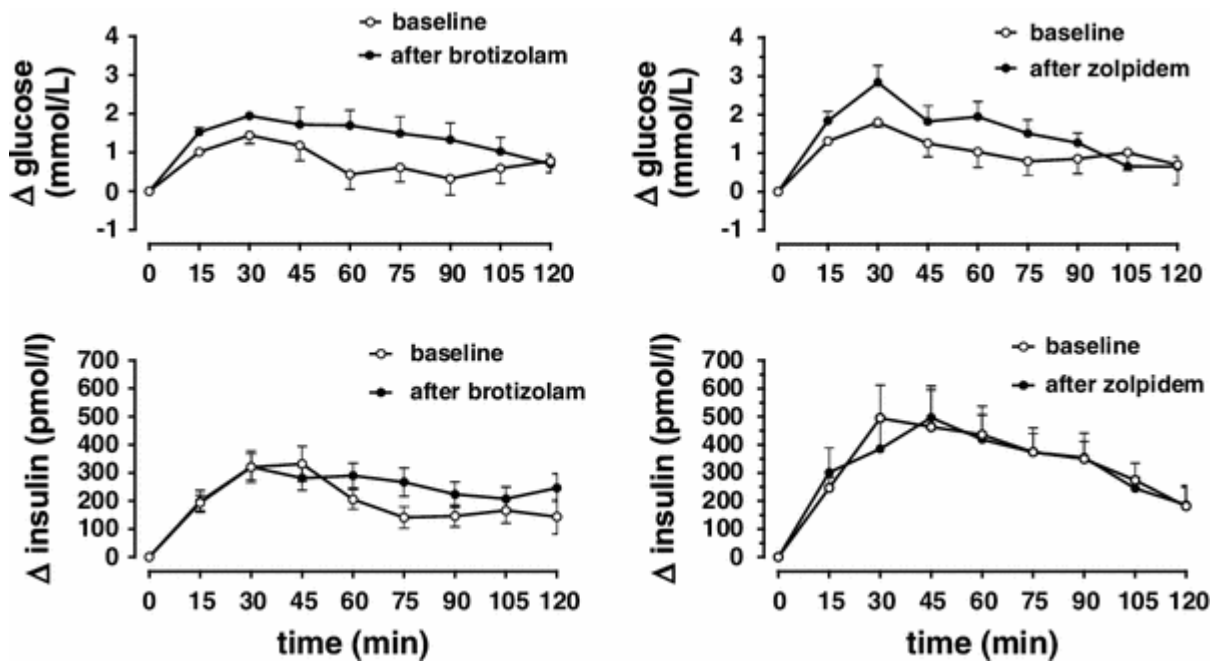 baseline
after brotizolam
Δ glucose
(mmol/L)
4
3
2
1
0
-1
0 15 30 45 60 75 90 105 120
baseline
after zolpidem
Δ glucose
(mmol/L)
4
3
2
1
0
-1
0 15 30 45 60 75 90 105 120
baseline
after brotizolam
Δ insulin (pmol/l)
700
600
500
400
300
200
100
0
0 15 30 45 60 75 90 105 120
time (min)
baseline
after zolpidem
Δ insulin (pmol/l)
700
600
500
400
300
200
100
0
0 15 30 45 60 75 90 105 120
time (min)